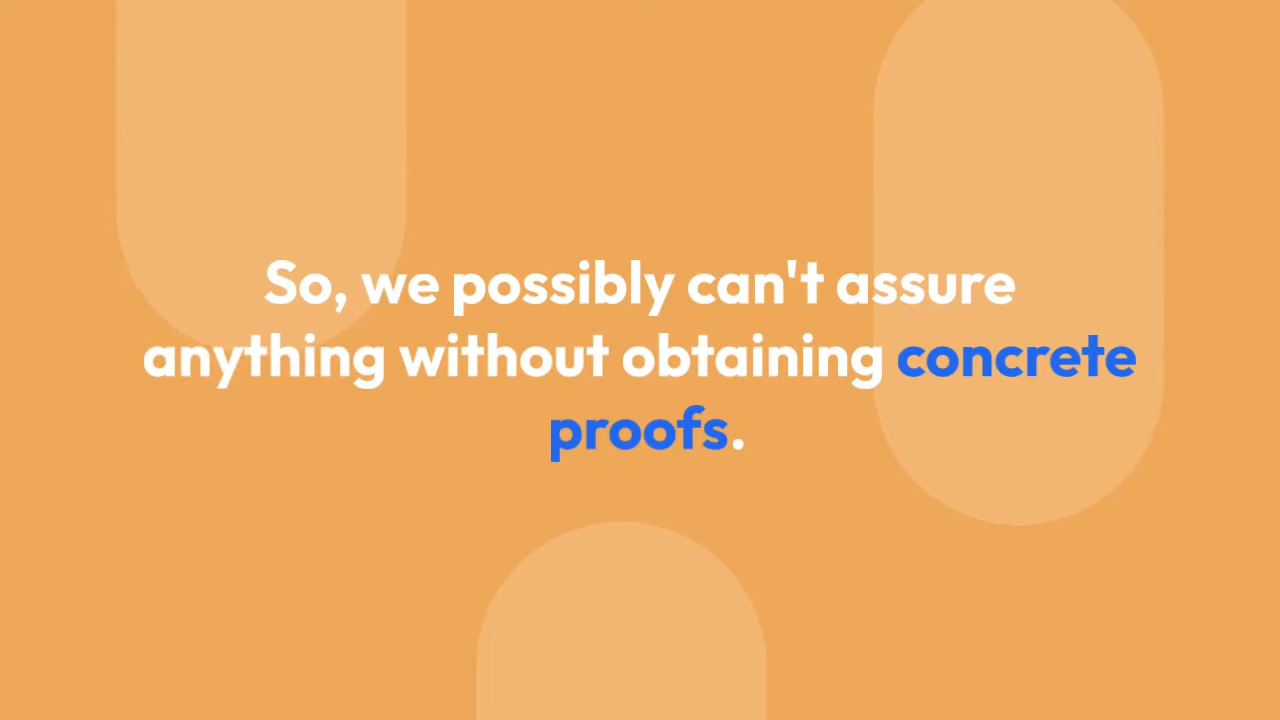 So, we possibly can't assure
anything without obtaining concrete
proofs.